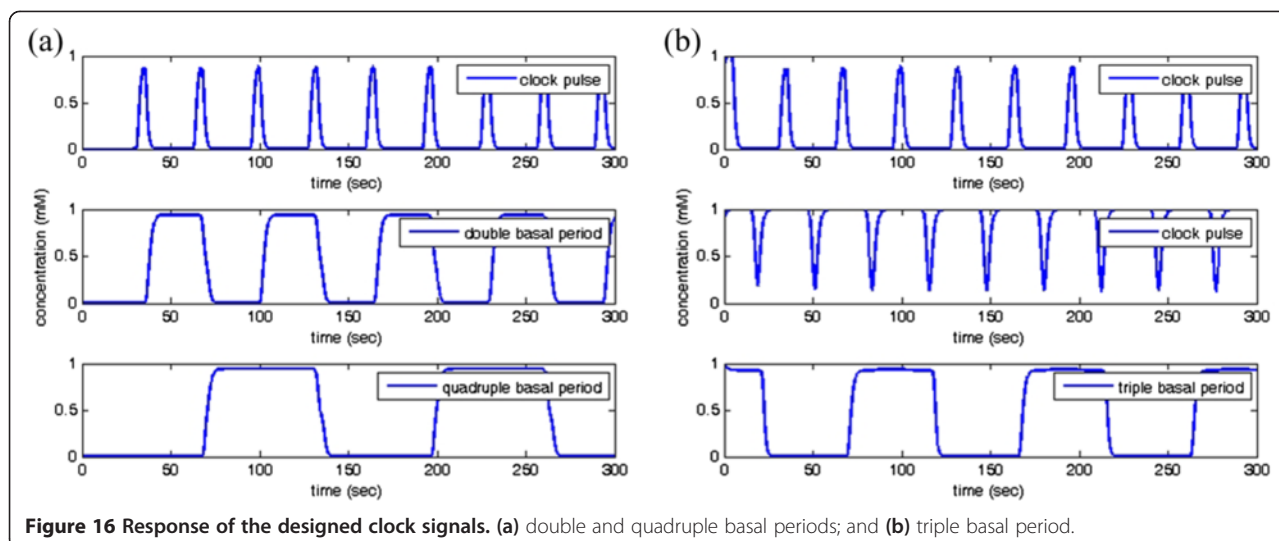 (a)
1
0.5
0
clock pulse
0 50 100 150 200 250 300
time (sec)
1
0.5
0
double basal period
0 50 100 150 200 250 300
time (sec)
concentration (mM)
1
0.5
0
quadruple basal period
0 50 100 150 200 250 300
time (sec)
(b)
1
0.5
0
clock pulse
0 50 100 150 200 250 300
time (sec)
1
0.5
0
clock pulse
0 50 100 150 200 250 300
time (sec)
concentration (mM)
1
0.5
0
triple basal period
0 50 100 150 200 250 300
time (sec)
Figure 16 Response of the designed clock signals. (a) double and quadruple basal periods; and (b) triple basal period.